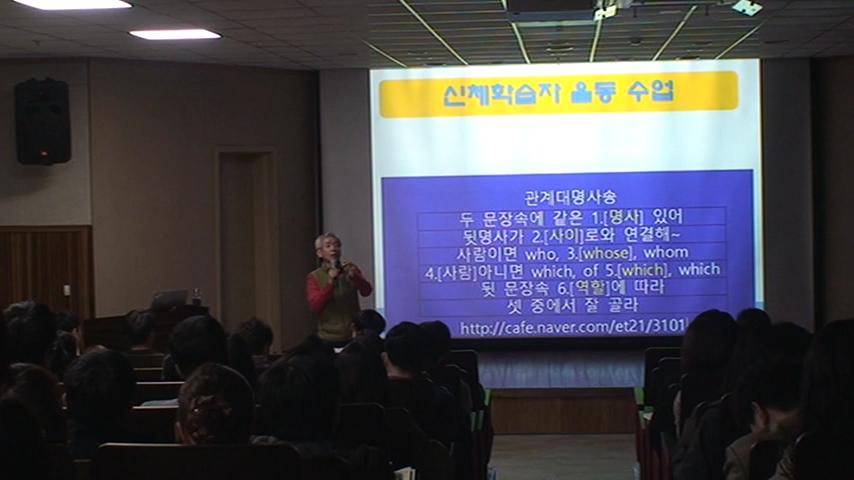 신체학습자 율동 수업
관계대명사송
두 문장속에 같은 1.[명사] 있어
뒷명사가 2.[사이]로와 연결해~
사람이면 who, 3.[whose], whom
4.[사람]아니면 which, of 5.[which], which
뒷 문장속 6.[역할]에 따라
셋 중에서 잘 골라
http://cafe.naver.com/et21/3101